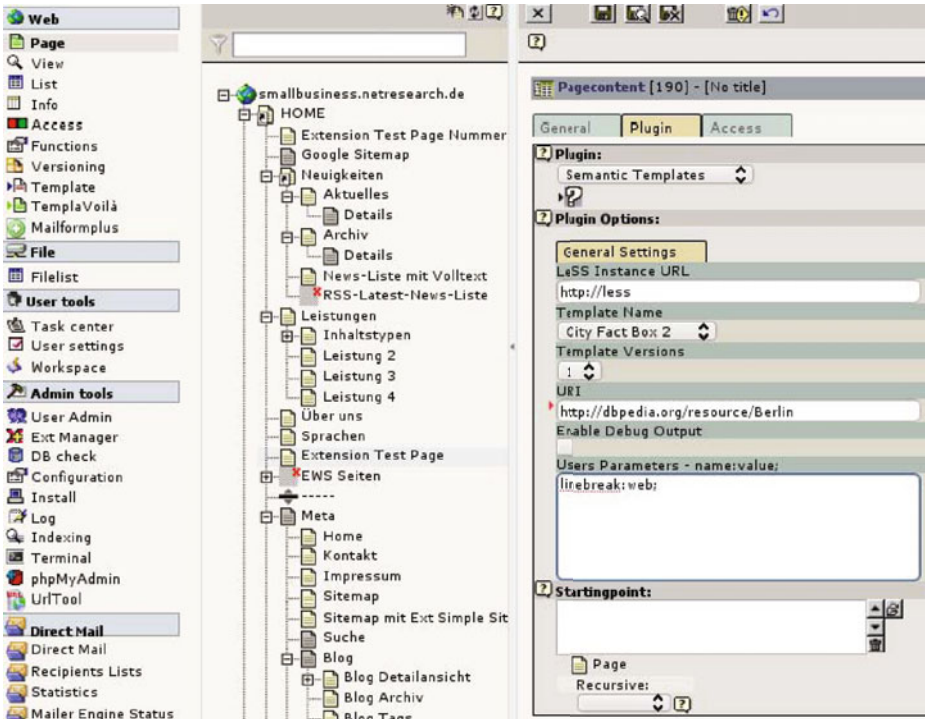 Web
Page
View
List
Info
Access
Functions
Versioning
Template
TemplaVoilà
Mailformplus
File
Filelist
User tools
Task center
User settings
Workspace
Admin tools
User Admin
Ext Manager
DB check
Configuration
Install
Log
Indexing
Terminal
phpMyAdmin
UrlTool
Direct Mail
Direct Mail
Recipients Lists
Statistics
Mailer Engine Status
smallbusiness.netresearch.de
HOME
Extension Test Page Nummer
Google Sitemap
Neuigkeiten
Aktuelles
Details
Archiv
Details
News-Liste mit Volltext
RSS-Latest-News-Liste
Leistungen
Inhaltstypen
Leistung 2
Leistung 3
Leistung 4
Über uns
Sprachen
Extension Test Page
EWS Seiten
-----
Meta
Home
Kontakt
Impressum
Sitemap
Sitemap mit Ext Simple Sit
Suche
Blog
Blog Detailansicht
Blog Archiv
Blog Tags
Pagecontent [190] - [No title]
General Plugin Access
Plugin:
Semantic Templates
Plugin Options:
General Settings
LeSS Instance URL
http://less
Template Name
City Fact Box 2
Template Versions
1
URI
http://dbpedia.org/resource/Berlin
Enable Debug Output
Users Parameters - name:value;
linebreak:web;
Startingpoint:
Page
Recursive: